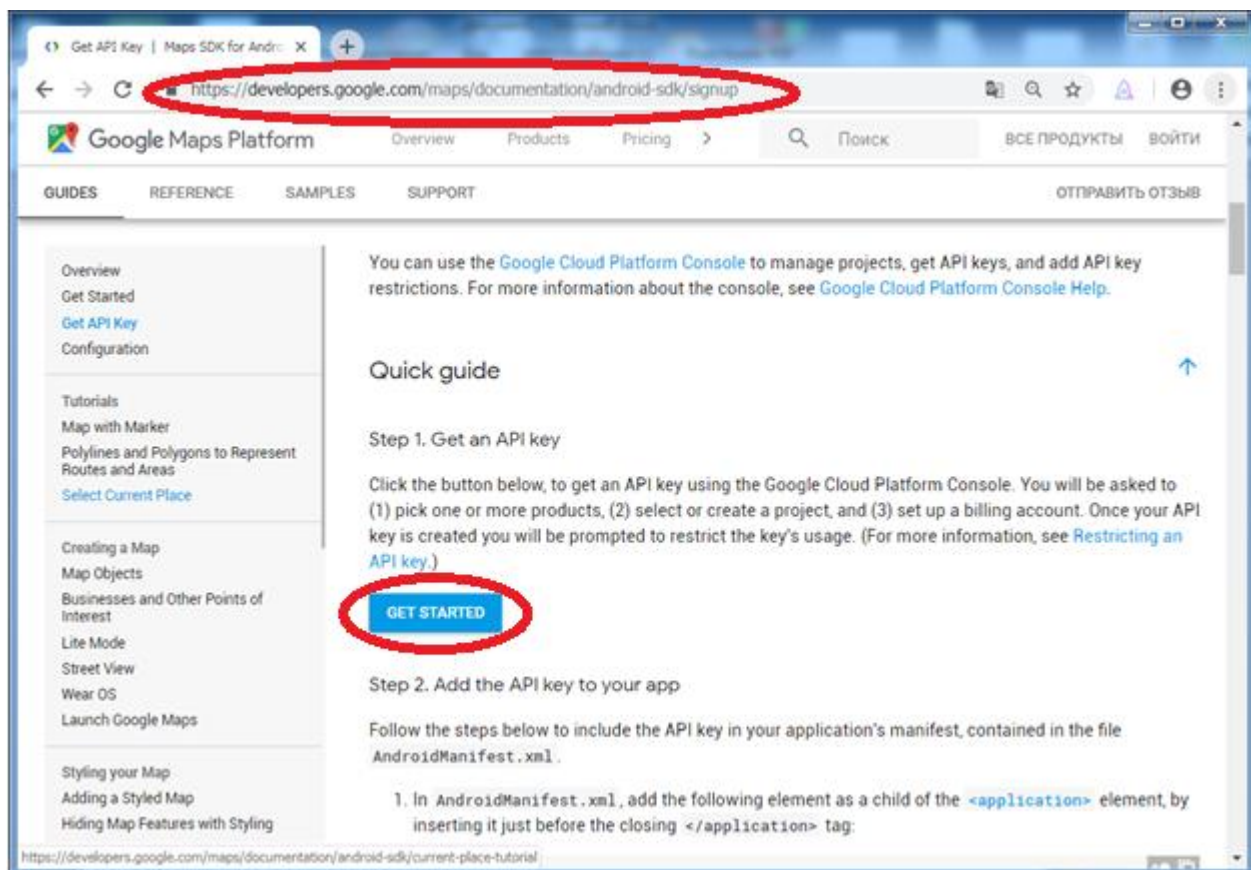 Get API Key | Maps SDK for Andro
https://developers.google.com/maps/documentation/android-sdk/signup
Google Maps Platform
Overview
Products
Pricing
Поиск
ВСЕ ПРОДУКТЫ
ВОЙТИ
GUIDES
REFERENCE
SAMPLES
SUPPORT
ОТПРАВИТЬ ОТЗЫВ
Overview
Get Started
Get API Key
Configuration
Tutorials
Map with Marker
Polylines and Polygons to Represent
Routes and Areas
Select Current Place
Creating a Map
Map Objects
Businesses and Other Points of
Interest
Lite Mode
Street View
Wear OS
Launch Google Maps
Styling your Map
Adding a Styled Map
Hiding Map Features with Styling
You can use the Google Cloud Platform Console to manage projects, get API keys, and add API key
restrictions. For more information about the console, see Google Cloud Platform Console Help.
Quick guide
Step 1. Get an API key
Click the button below, to get an API key using the Google Cloud Platform Console. You will be asked to
(1) pick one or more products, (2) select or create a project, and (3) set up a billing account. Once your API
key is created you will be prompted to restrict the key's usage. (For more information, see Restricting an
API key.)
GET STARTED
Step 2. Add the API key to your app
Follow the steps below to include the API key in your application's manifest, contained in the file
AndroidManifest.xml.
1. In AndroidManifest.xml, add the following element as a child of the <application> element, by
inserting it just before the closing </application> tag:
https://developers.google.com/maps/documentation/android-sdk/current-place-tutorial